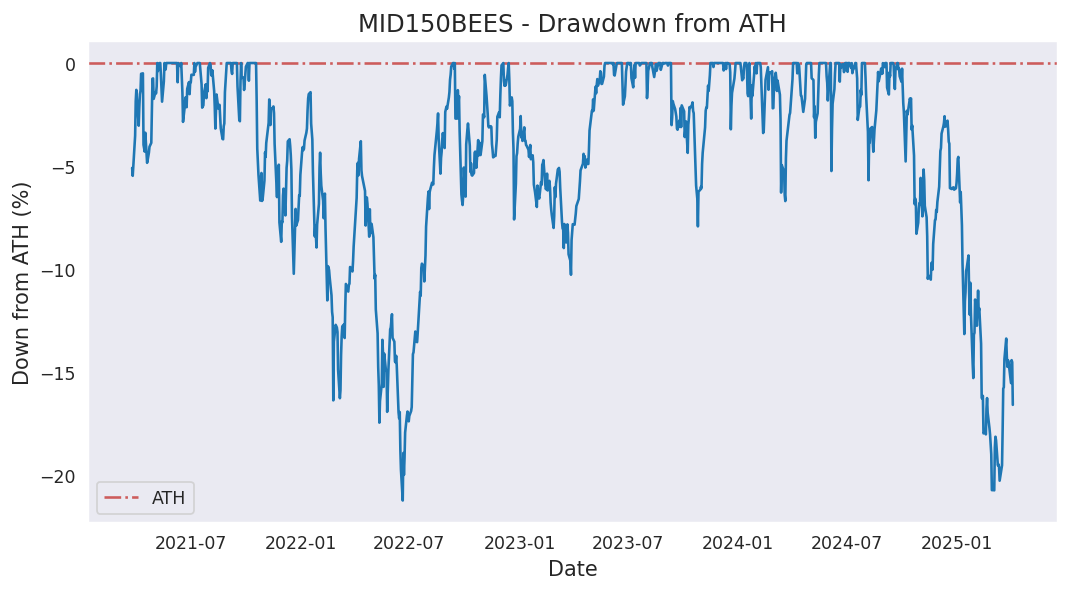 MID150BEES - Drawdown from ATH
Down from ATH (%)
0
−5
−10
−15
−20
ATH
2021-07 2022-01 2022-07 2023-01 2023-07 2024-01 2024-07 2025-01
Date